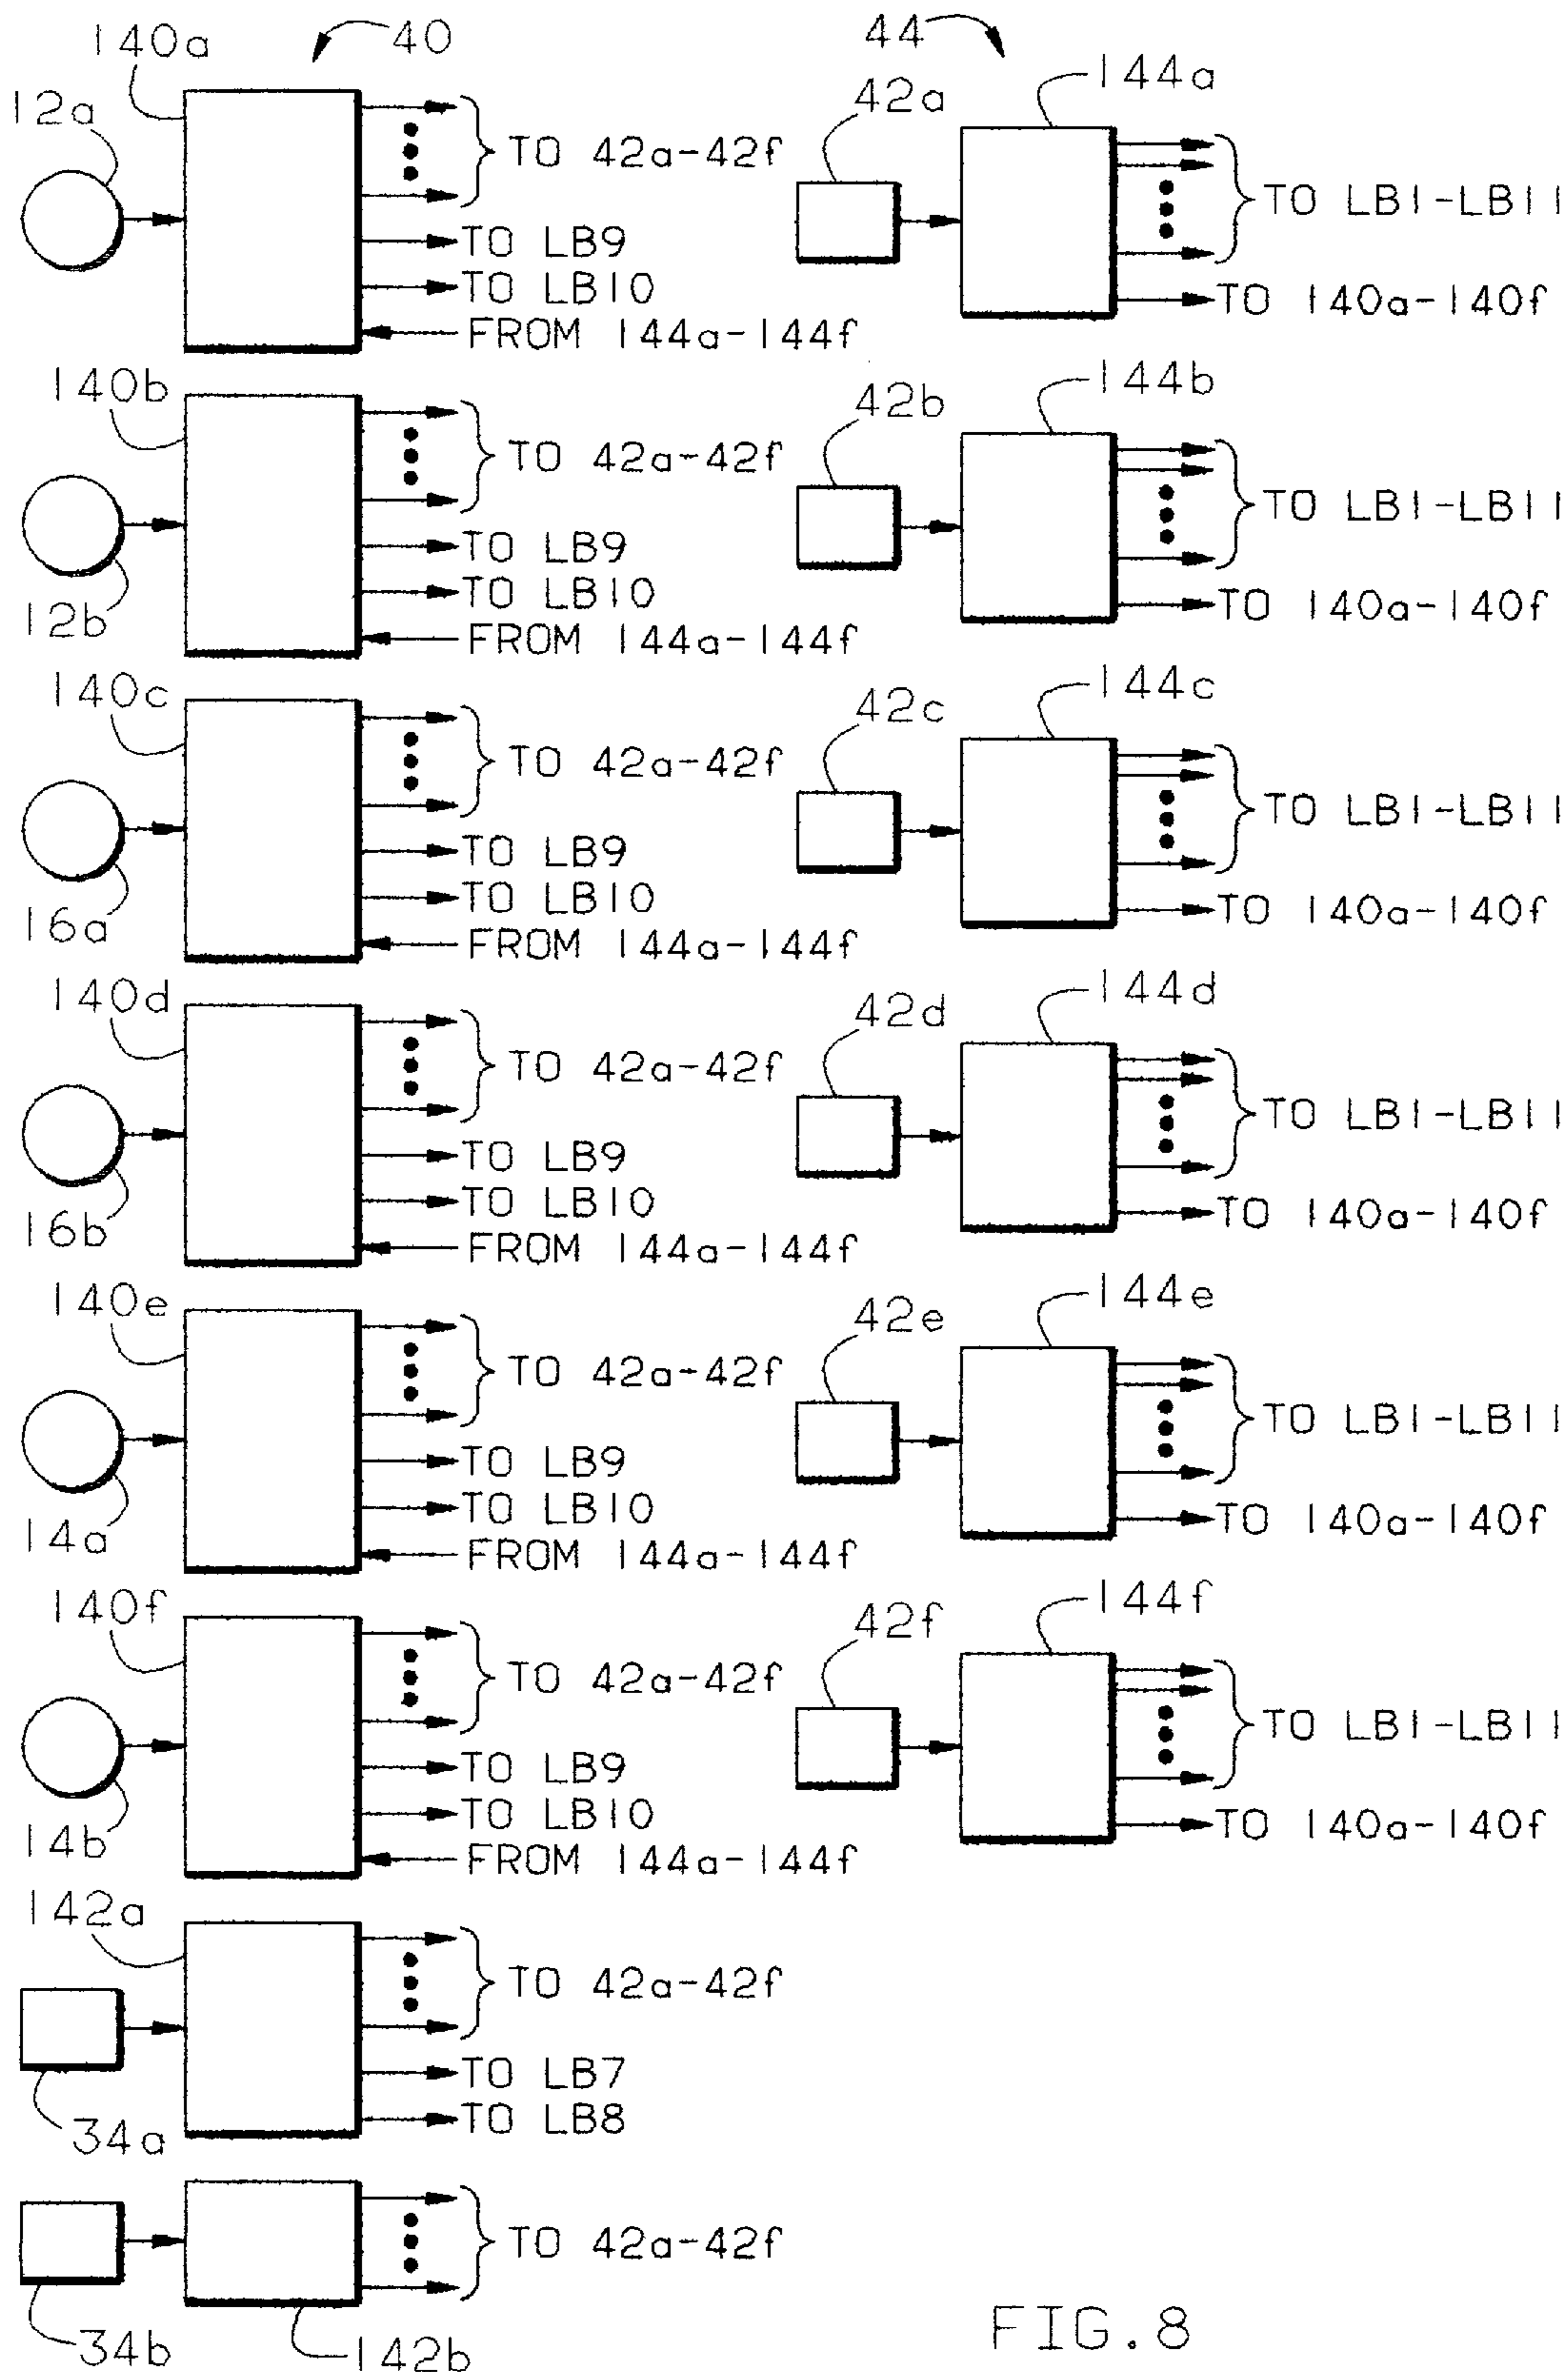 140a
40
12a
TO 42a-42f
TO LB9
TO LB10
FROM 144a-144f
140b
TO 42a-42f
TO LB9
TO LB10
12b
FROM 144a-144f
140c
TO 42a-42f
TO LB9
TO LB10
16a
FROM 144a-144f
140d
TO 42a-42f
TO LB9
TO LB10
16b
FROM 144a-144f
140e
TO 42a-42f
TO LB9
TO LB10
14a
FROM 144a-144f
140f
TO 42a-42f
TO LB9
TO LB10
14b
FROM 144a-144f
142a
TO 42a-42f
TO LB7
TO LB8
34a
TO 42a-42f
34b
142b
44
144a
42a
TO LB1-LB11
TO 140a-140f
144b
42b
TO LB1-LB11
TO 140a-140f
144c
42c
TO LB1-LB11
TO 140a-140f
144d
42d
TO LB1-LB11
TO 140a-140f
144e
42e
TO LB1-LB11
TO 140a-140f
144f
42f
TO LB1-LB11
TO 140a-140f
FIG.8